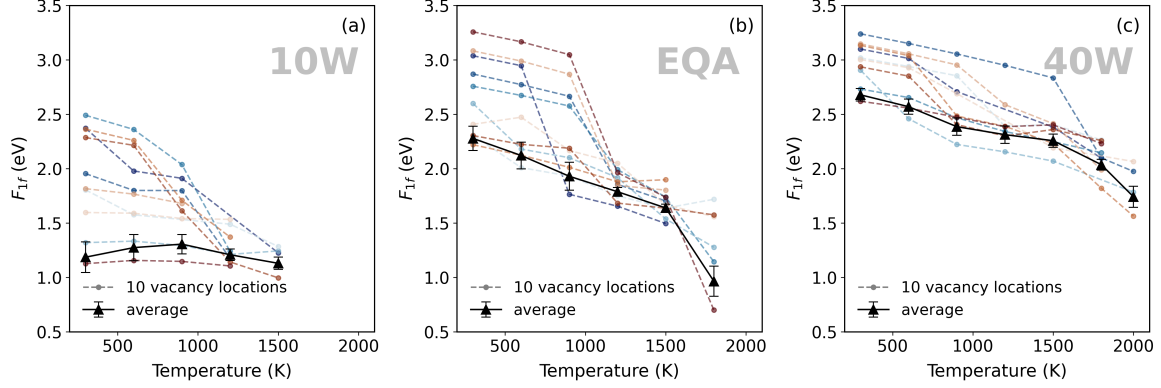 3.5
3.0
2.5
2.0
1.5
1.0
0.5
F1f (eV)
(a)
10W
10 vacancy locations
average
500 1000 1500 2000
Temperature (K)
3.5
3.0
2.5
2.0
1.5
1.0
0.5
F1f (eV)
(b)
EQA
10 vacancy locations
average
500 1000 1500 2000
Temperature (K)
3.5
3.0
2.5
2.0
1.5
1.0
0.5
F1f (eV)
(c)
40W
10 vacancy locations
average
500 1000 1500 2000
Temperature (K)